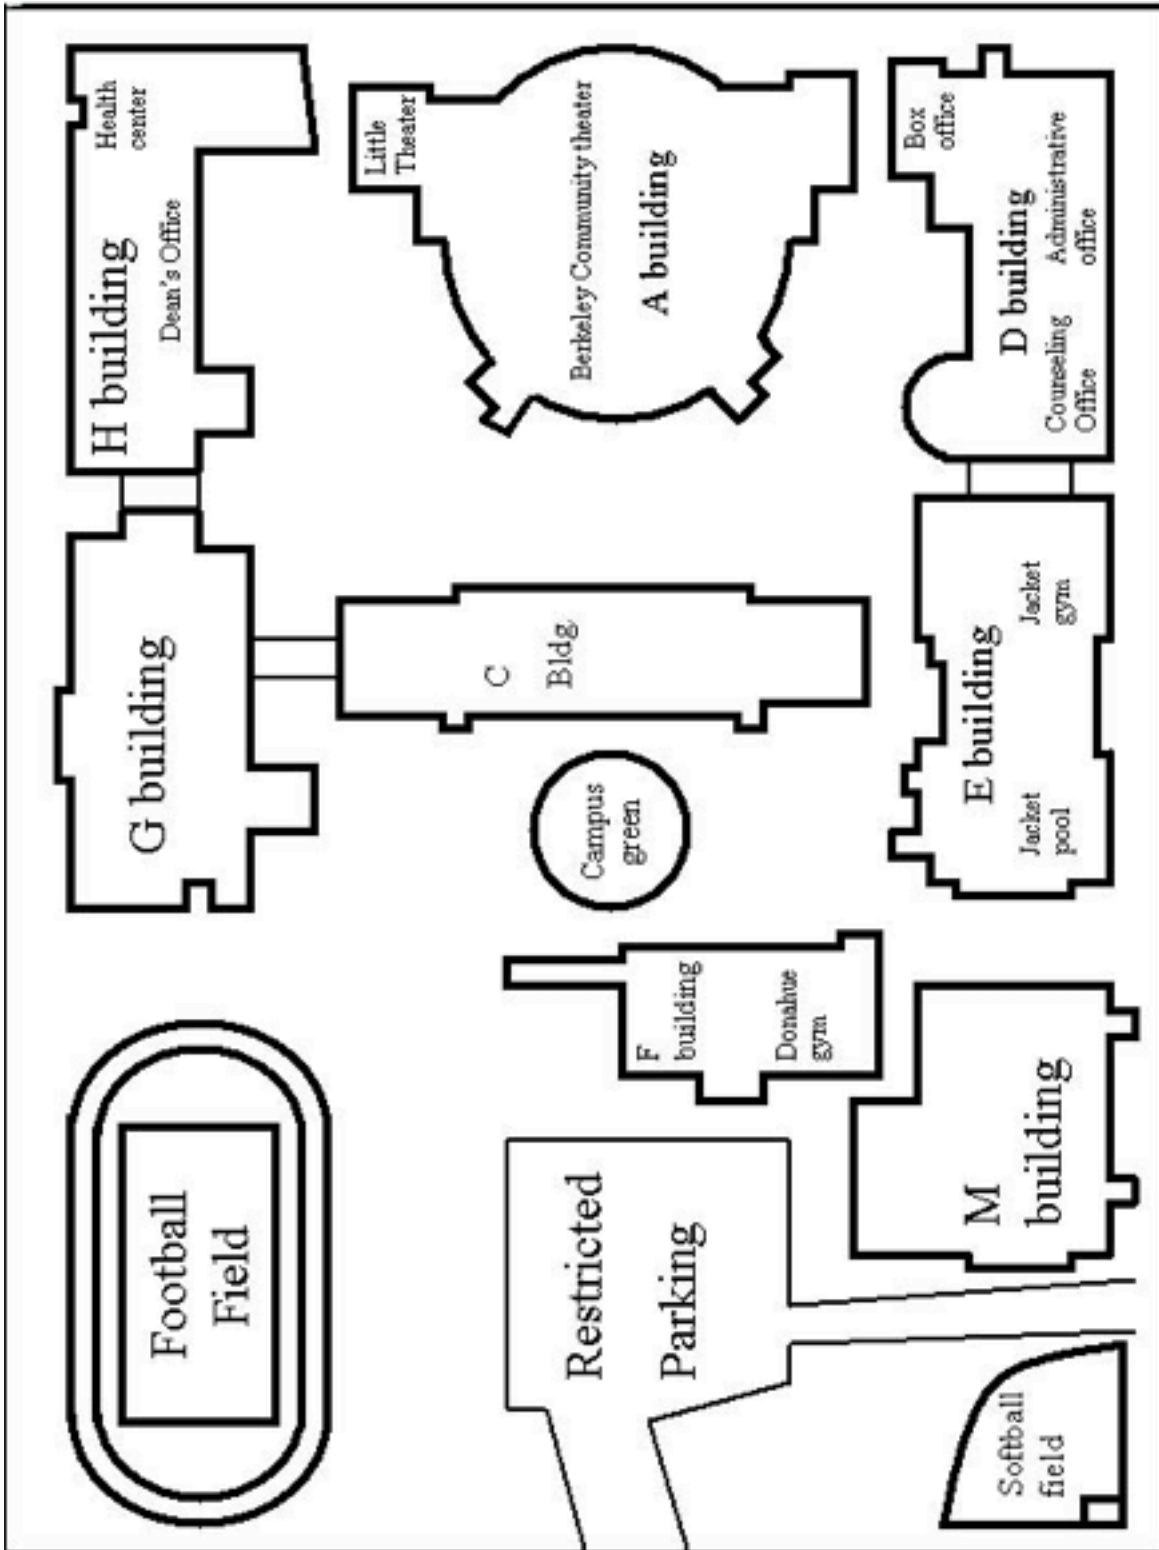 Football
Field
G building
H building
Health
center
Dean's Office
Little
Theater
Berkeley Community theater
A building
C
Bldg.
Campus
green
F
building
Donahue
gym
Restricted
Parking
M
building
Softball
field
E building
Jacket
pool
Jacket
gym
Box
office
D building
Counseling
Office
Administrative
office